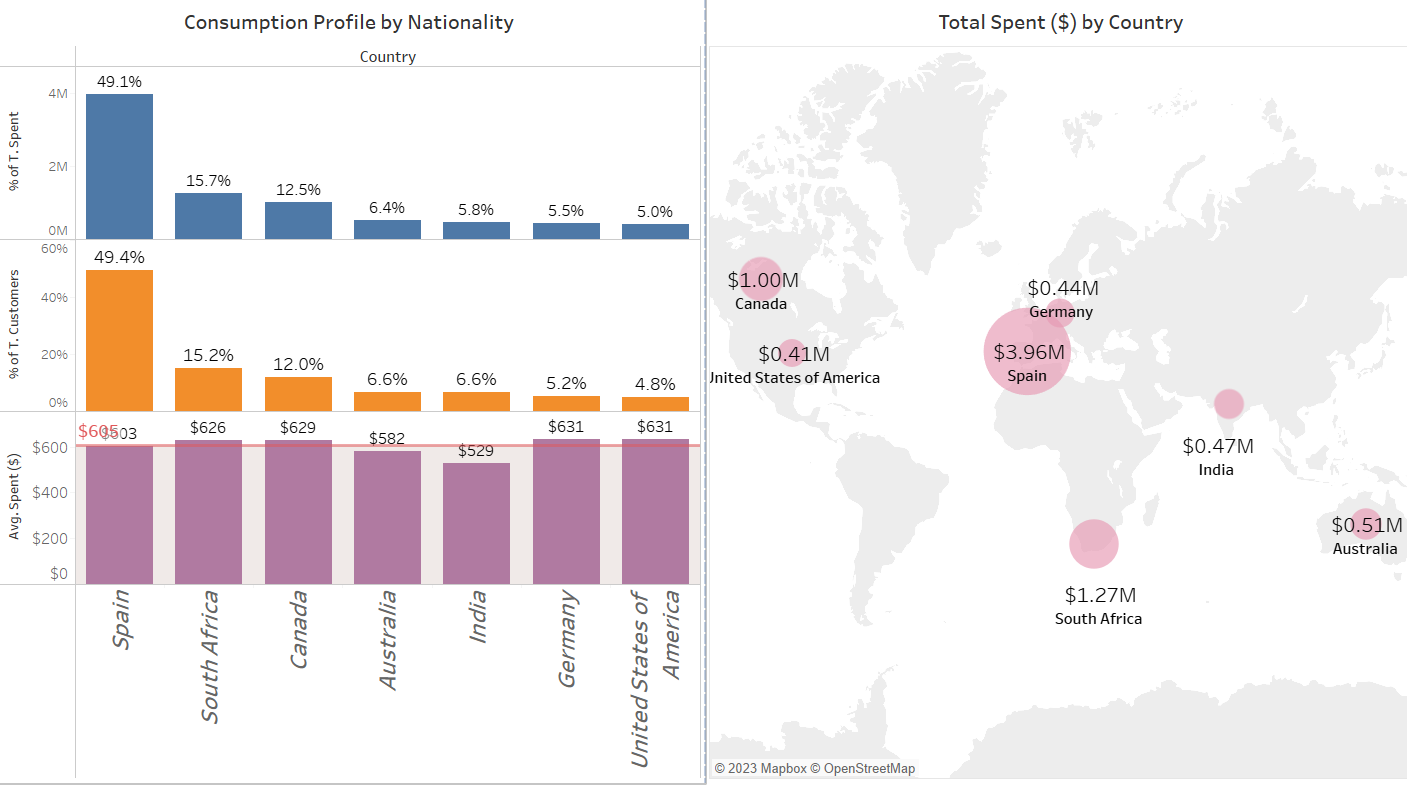 Consumption Profile by Nationality
Country
% of T. Spent
4M
2M
0M
49.1%
15.7%
12.5%
6.4%
5.8%
5.5%
5.0%
% of T. Customers
60%
40%
20%
0%
49.4%
15.2%
12.0%
6.6%
6.6%
5.2%
4.8%
Avg. Spent ($)
$600
$400
$200
$0
$605
$603
$626
$629
$582
$529
$631
$631
Spain
South Africa
Canada
Australia
India
Germany
United States of
America
Total Spent ($) by Country
$1.00M
Canada
$0.41M
United States of America
$0.44M
Germany
$3.96M
Spain
$0.47M
India
$0.51M
Australia
$1.27M
South Africa
© 2023 Mapbox © OpenStreetMap